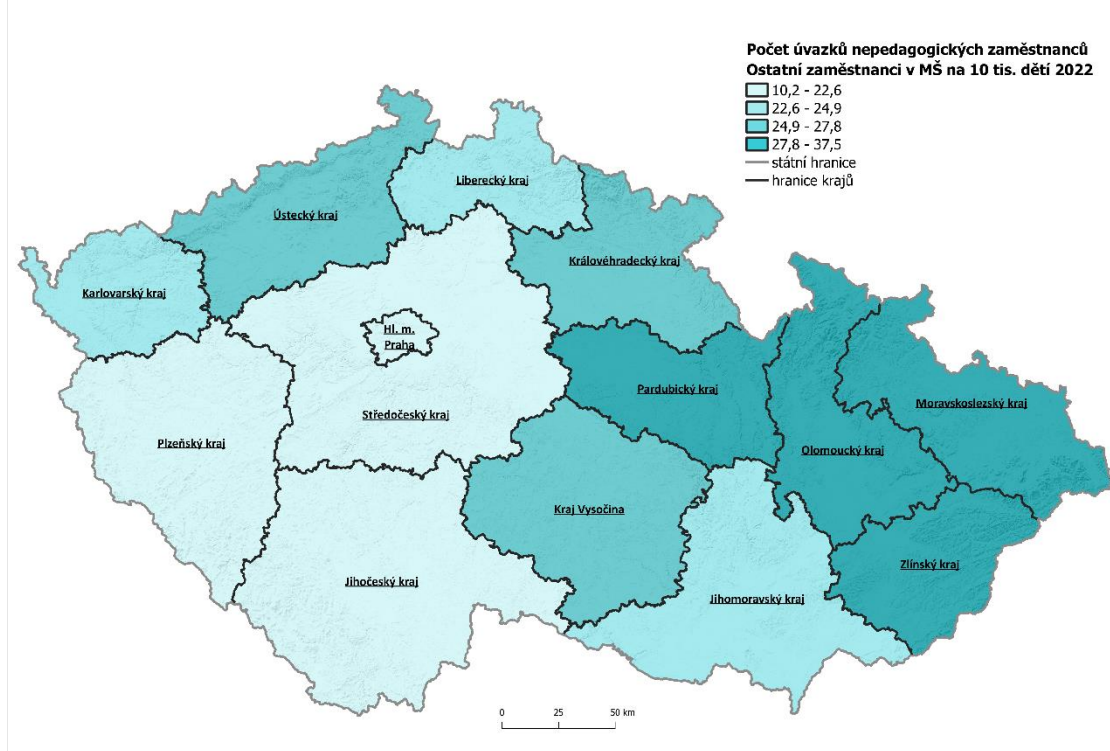 Počet úvazků nepedagogických zaměstnanců
Ostatní zaměstnanci v MŠ na 10 tis. dětí 2022
10,2 - 22,6
22,6 - 24,9
24,9 - 27,8
27,8 - 37,5
státní hranice
hranice krajů
Liberecký kraj
Ústecký kraj
Královéhradecký kraj
Karlovarský kraj
Hl. m.
Praha
Pardubický kraj
Moravskoslezský kraj
Středočeský kraj
Plzeňský kraj
Olomoucký kraj
Kraj Vysočina
Zlínský kraj
Jihočeský kraj
Jihomoravský kraj
0 25 50 km